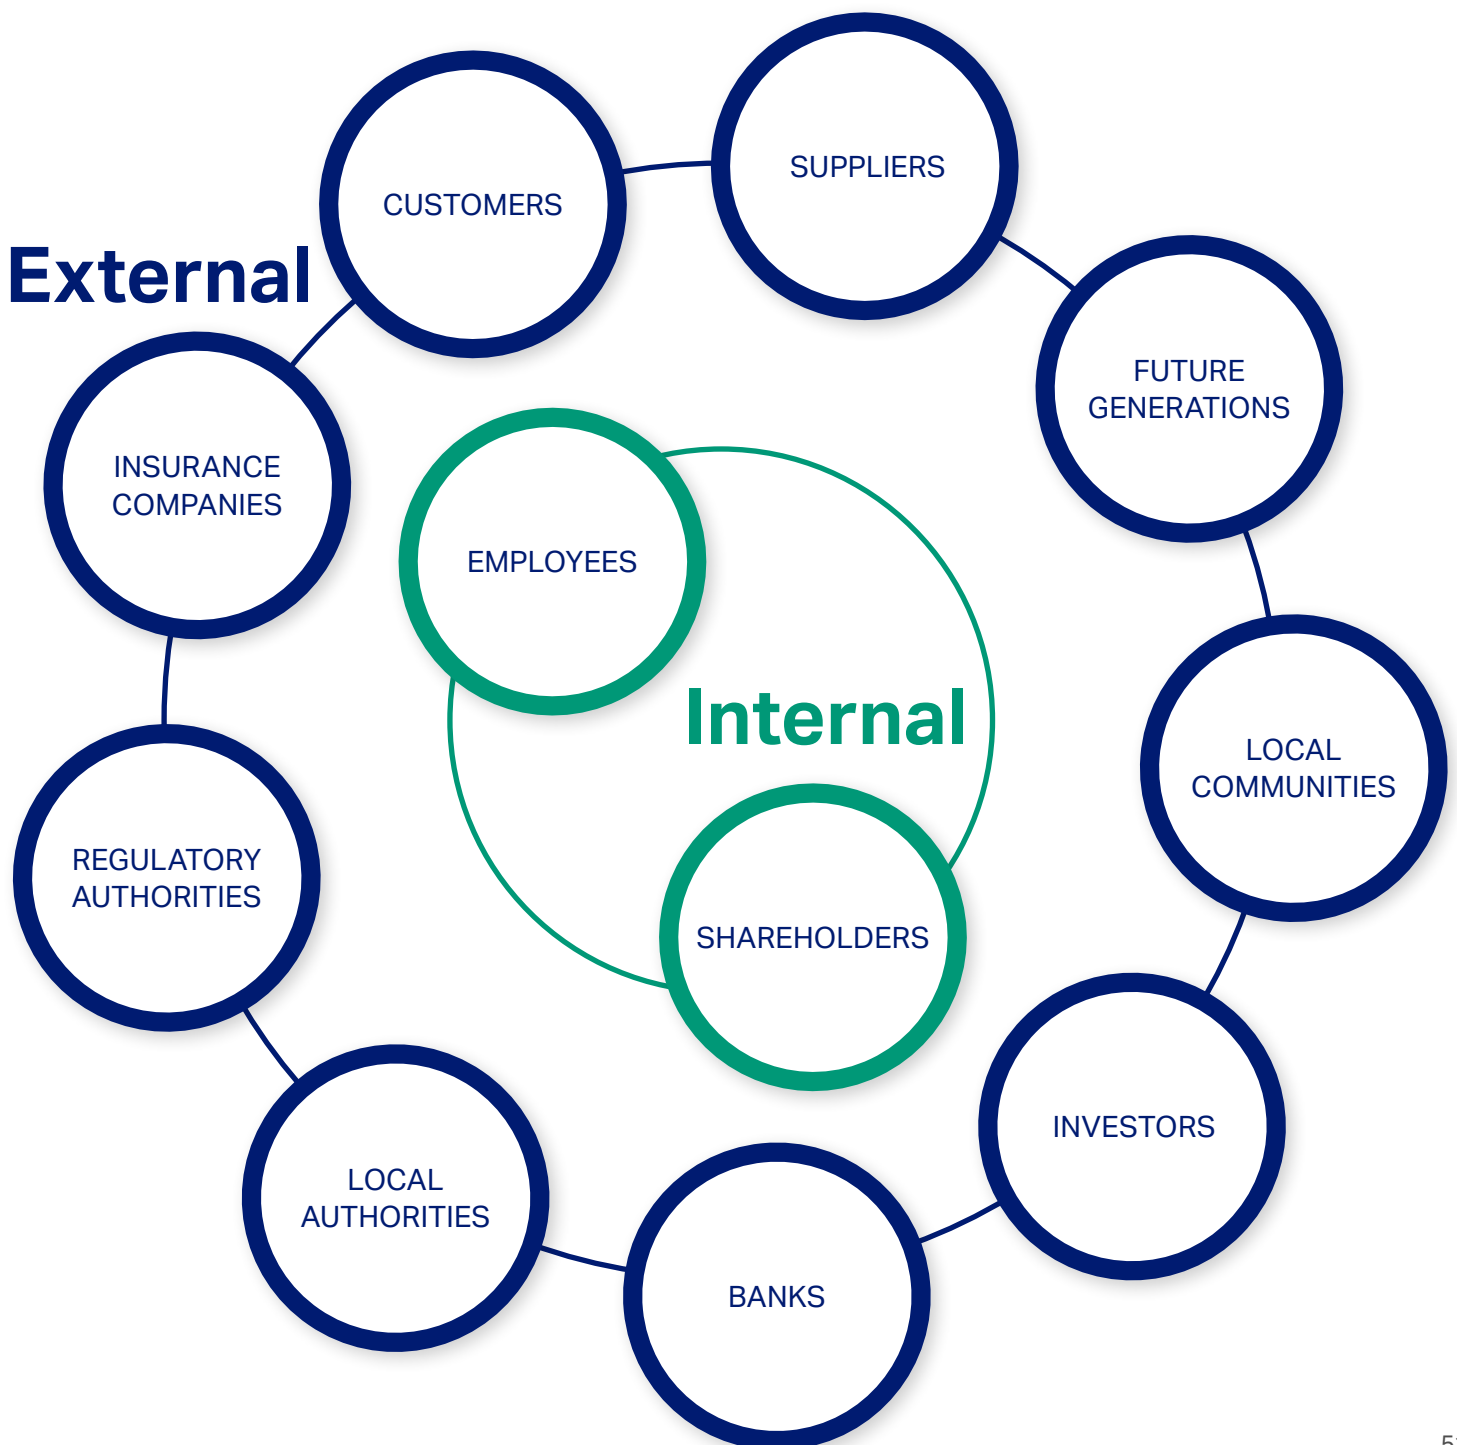 SUPPLIERS
CUSTOMERS
External
FUTURE
GENERATIONS
INSURANCE
COMPANIES
EMPLOYEES
Internal
LOCAL
COMMUNITIES
REGULATORY
AUTHORITIES
SHAREHOLDERS
INVESTORS
LOCAL
AUTHORITIES
BANKS